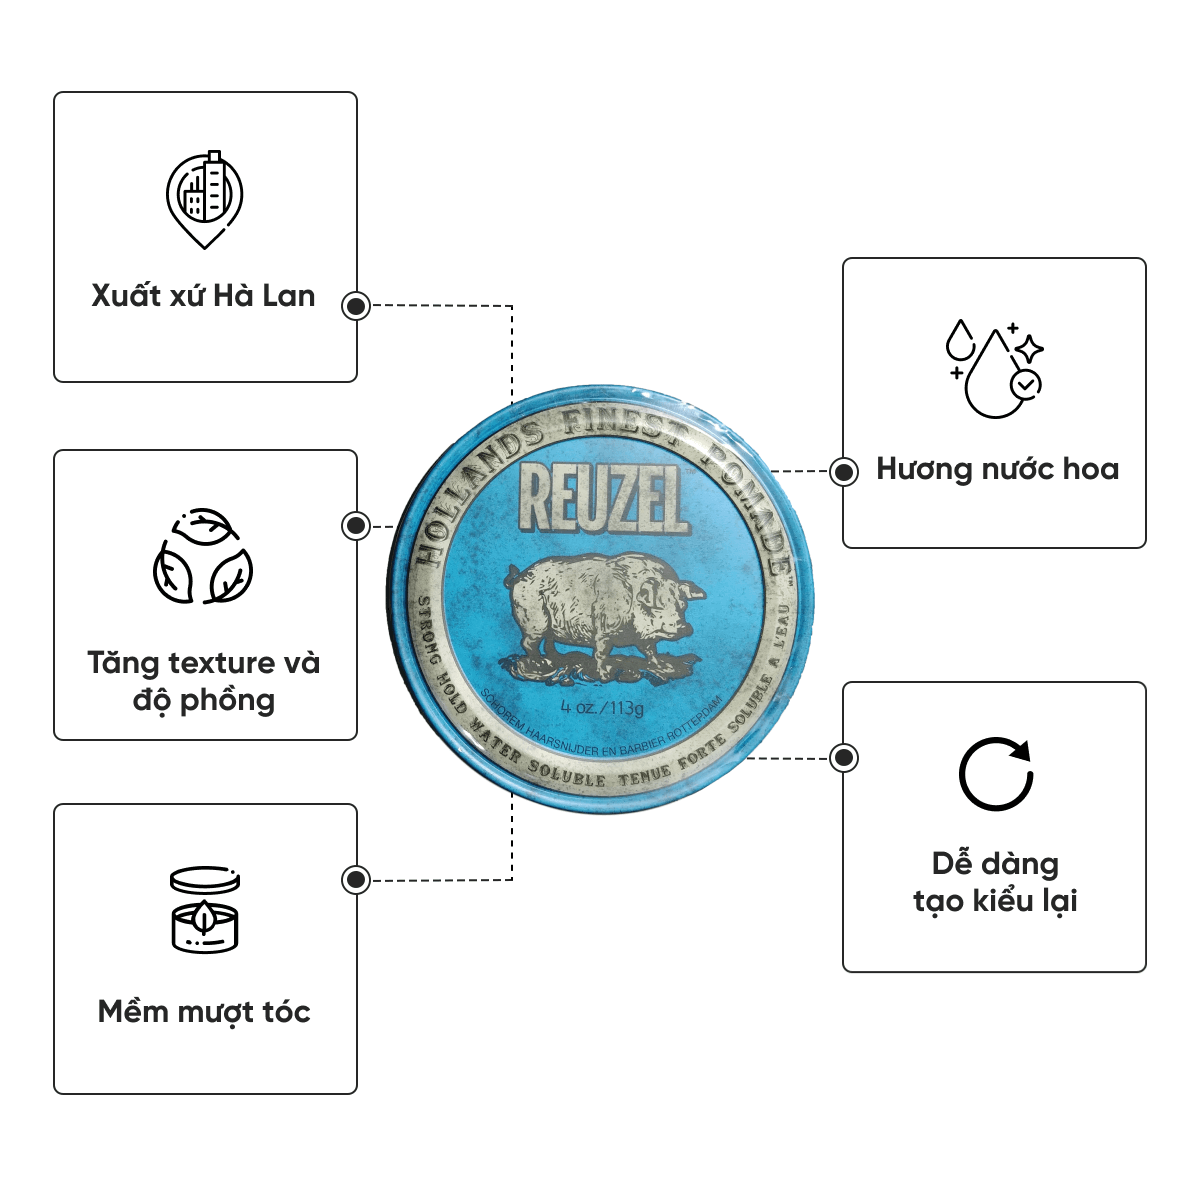 Xuất xứ Hà Lan
Tăng texture và
độ phồng
Mềm mượt tóc
HOLLANDS FINEST POMADE™
REUZEL™
4 oz./113g
SCHOREM HAARSNIJDER EN BARBIER ROTTERDAM
STRONG HOLD WATER SOLUBLE TENUE FORTE SOLUBLE A L'EAU
Hương nước hoa
Dễ dàng
tạo kiểu lại